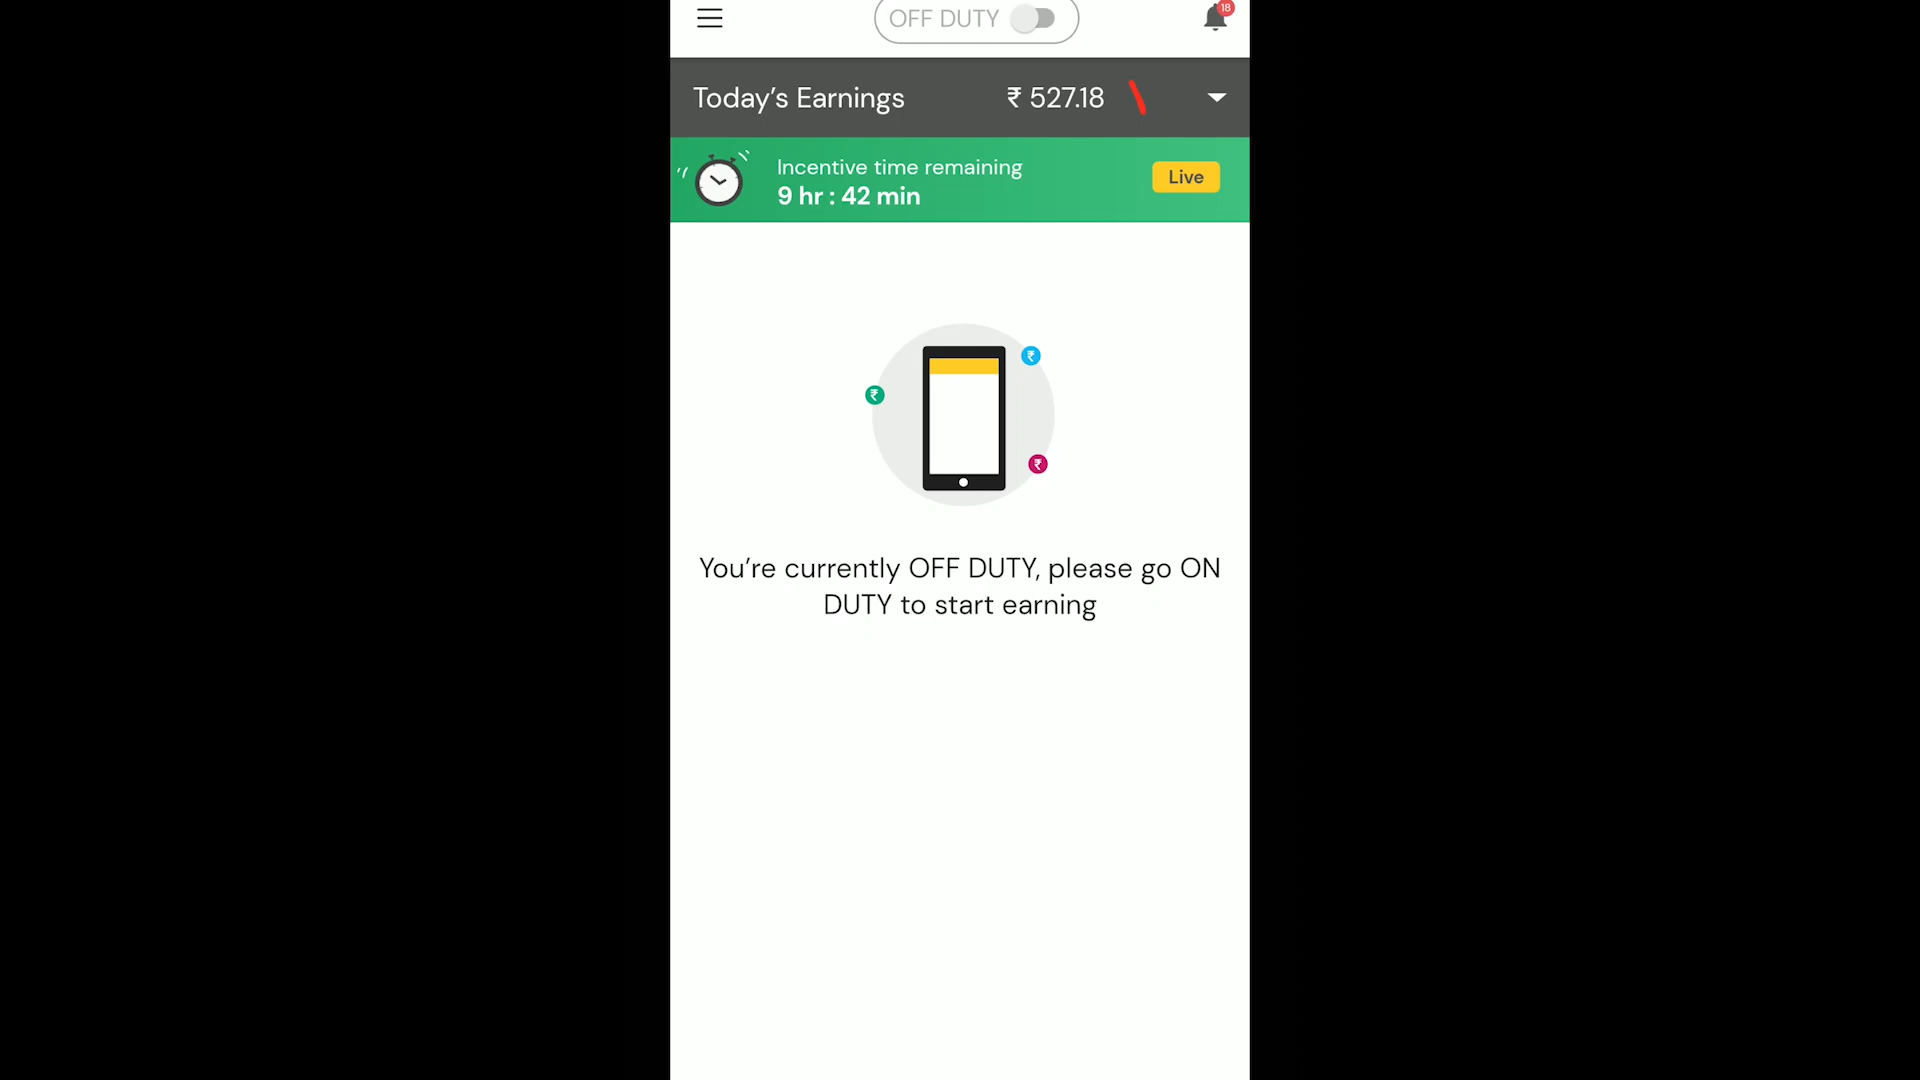 OFF DUTY
18
Today's Earnings ₹ 527.18
Incentive time remaining
9 hr : 42 min
Live
₹
₹
₹
You're currently OFF DUTY, please go ON
DUTY to start earning